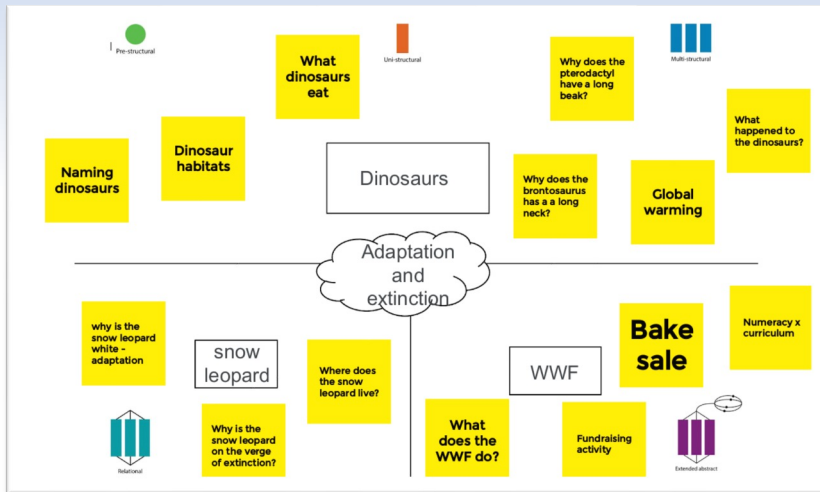 Pre-structural
Uni-structural
Multi-structural
What
dinosaurs
eat
Why does the
pterodactyl
have a long
beak?
What
happened to
the dinosaurs?
Naming
dinosaurs
Dinosaur
habitats
Dinosaurs
Why does the
brontosaurus
has a a long
neck?
Global
warming
Adaptation
and
extinction
why is the
snow leopard
white -
adaptation
snow
leopard
Where does
the snow
leopard live?
Why is the
snow leopard
on the verge
of extinction?
Relational
WWF
Bake
sale
Numeracy x
curriculum
What
does the
WWF do?
Fundraising
activity
Extended abstract